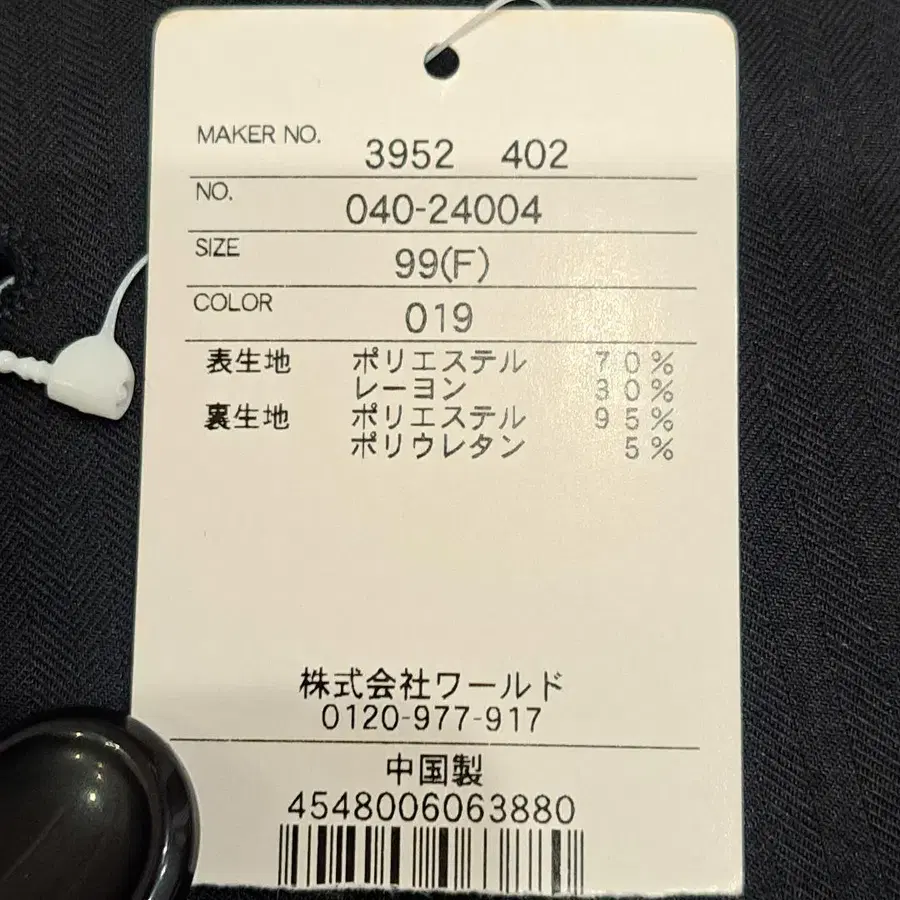 MAKER NO. 3952 402
NO. 040-24004
SIZE 99(F)
COLOR 019
表生地 ポリエステル 70%
レーヨン 30%
裏生地 ポリエステル 95%
ポリウレタン 5%
株式会社ワールド
0120-977-917
中国製
4548006063880